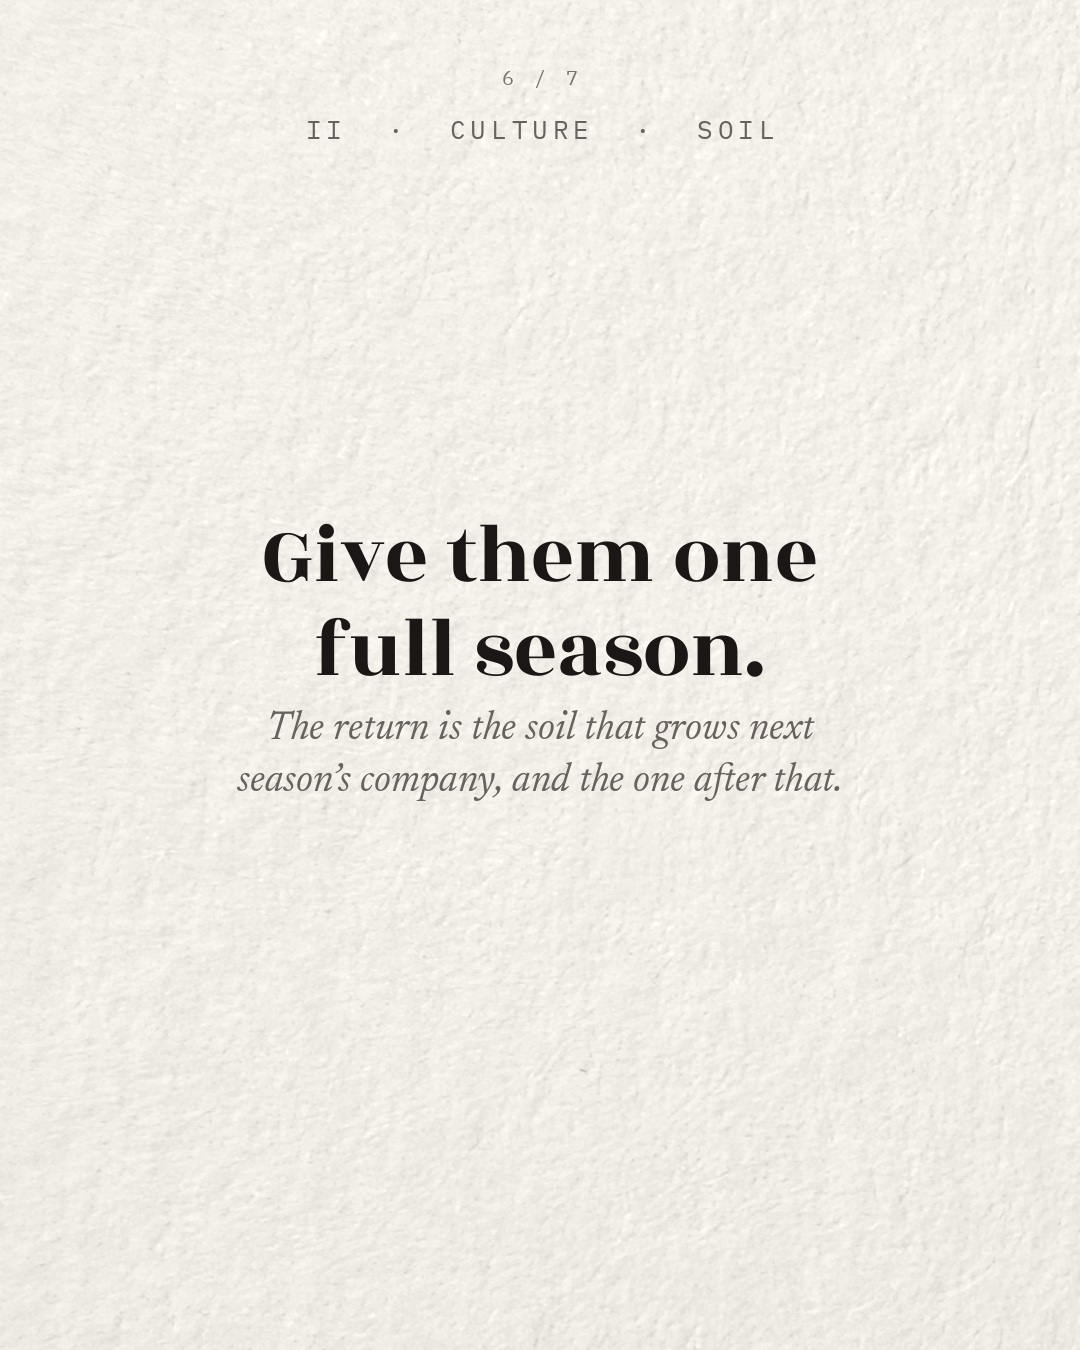 6 / 7
II · CULTURE · SOIL
Give them one
full season.
The return is the soil that grows next
season’s company, and the one after that.